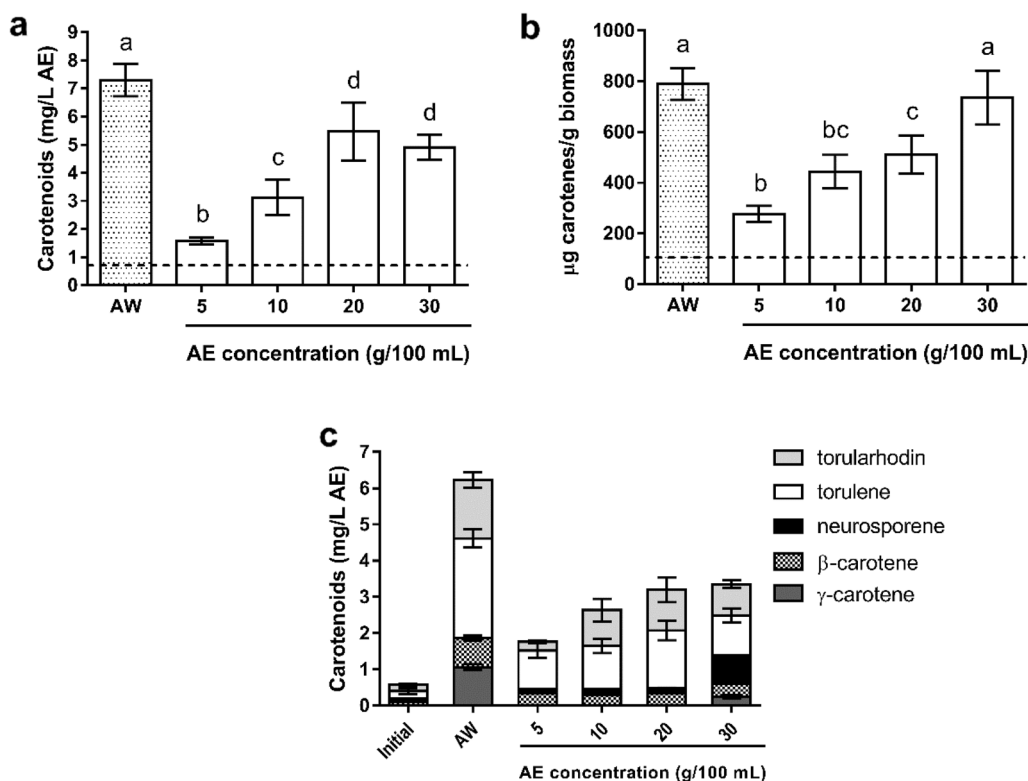 a
Carotenoids (mg/L AE)
9
8
7
6
5
4
3
2
1
0
a
b
c
d
d
AW 5 10 20 30
AE concentration (g/100 mL)
b
μg carotenes/g biomass
1000
800
600
400
200
0
a
b
bc
c
a
AW 5 10 20 30
AE concentration (g/100 mL)
c
Carotenoids (mg/L AE)
7
6
5
4
3
2
1
0
Initial AW 5 10 20 30
AE concentration (g/100 mL)
torularhodin
torulene
neurosporene
β-carotene
γ-carotene